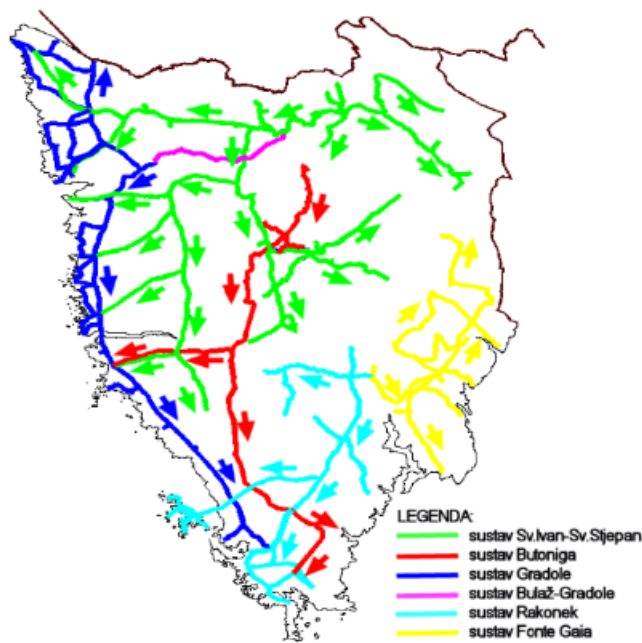 LEGENDA:
sustav Sv.Ivan-Sv.Stjepan
sustav Butoniga
sustav Gradole
sustav Bulaž-Gradole
sustav Rakonek
sustav Fonte Gaia